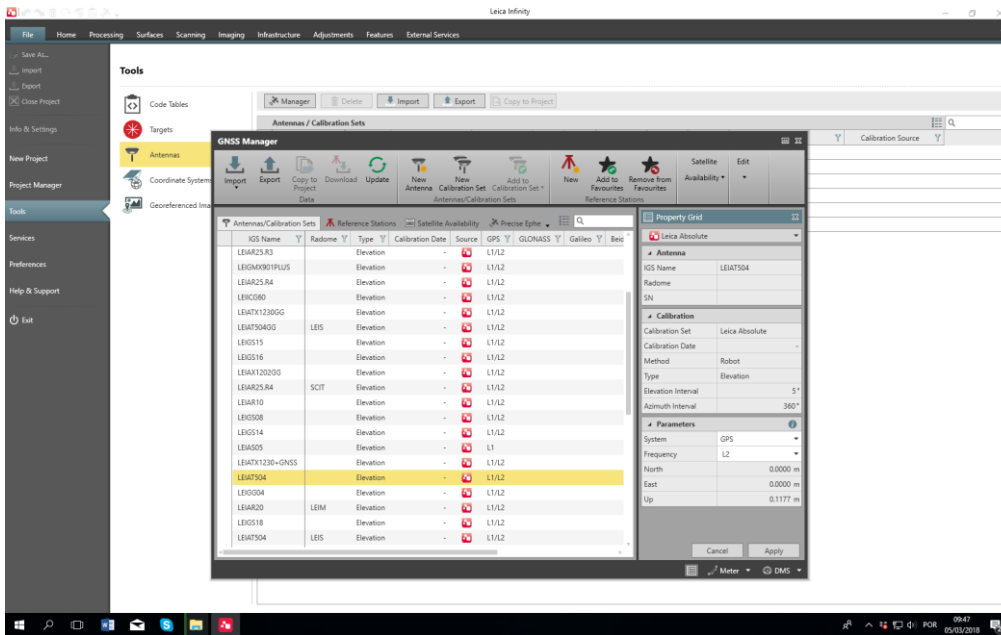 Leica Infinity
File Home Processing Surfaces Scanning Imaging Infrastructure Adjustments Features External Services
Save As...
Import
Export
Close Project
Info & Settings
New Project
Project Manager
Tools
Services
Preferences
Help & Support
Exit
Tools
Code Tables
Targets
Antennas
Coordinate Systems
Georeferenced Ima
Manager Delete Import Export Copy to Project
Antennas / Calibration Sets
Calibration Source
GNSS Manager
Import Export Copy to Project Download Update New Antenna New Calibration Set Add to Calibration Set New Add to Favourites Remove from Favourites Satellite Availability Edit
Data Antennas/Calibration Sets Reference Stations
Antennas/Calibration Sets Reference Stations Satellite Availability Precise Ephe
IGS Name Radome Type Calibration Date Source GPS GLONASS Galileo Beic
LEIAR25.R3 Elevation - L1/L2
LEIGMX901PLUS Elevation - L1/L2
LEIAR25.R4 Elevation - L1/L2
LEIICG60 Elevation - L1/L2
LEIATX1230GG Elevation - L1/L2
LEIAT504GG LEIS Elevation - L1/L2
LEIGS15 Elevation - L1/L2
LEIGS16 Elevation - L1/L2
LEIAX1202GG Elevation - L1/L2
LEIAR25.R4 SCIT Elevation - L1/L2
LEIAR10 Elevation - L1/L2
LEIGS08 Elevation - L1/L2
LEIGS14 Elevation - L1/L2
LEIAS05 Elevation - L1
LEIATX1230+GNSS Elevation - L1/L2
LEIAT504 Elevation - L1/L2
LEIGG04 Elevation - L1/L2
LEIAR20 LEIM Elevation - L1/L2
LEIGS18 Elevation - L1/L2
LEIAT504 LEIS Elevation - L1/L2
Property Grid
Leica Absolute
Antenna
IGS Name LEIAT504
Radome
SN
Calibration
Calibration Set Leica Absolute
Calibration Date -
Method Robot
Type Elevation
Elevation Interval 5°
Azimuth Interval 360°
Parameters
System GPS
Frequency L2
North 0.0000 m
East 0.0000 m
Up 0.1177 m
Cancel Apply
Meter DMS
POR
09:47
05/03/2018